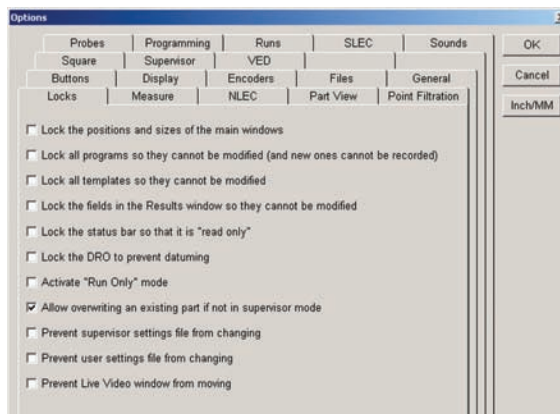 Options
Probes Programming Runs SLEC Sounds
Square Supervisor VED
Buttons Display Encoders Files General
Locks Measure NLEC Part View Point Filtration
OK
Cancel
Inch/MM
Lock the positions and sizes of the main windows
Lock all programs so they cannot be modified (and new ones cannot be recorded)
Lock all templates so they cannot be modified
Lock the fields in the Results window so they cannot be modified
Lock the status bar so that it is "read only"
Lock the DRO to prevent datuming
Activate "Run Only" mode
Allow overwriting an existing part if not in supervisor mode
Prevent supervisor settings file from changing
Prevent user settings file from changing
Prevent Live Video window from moving